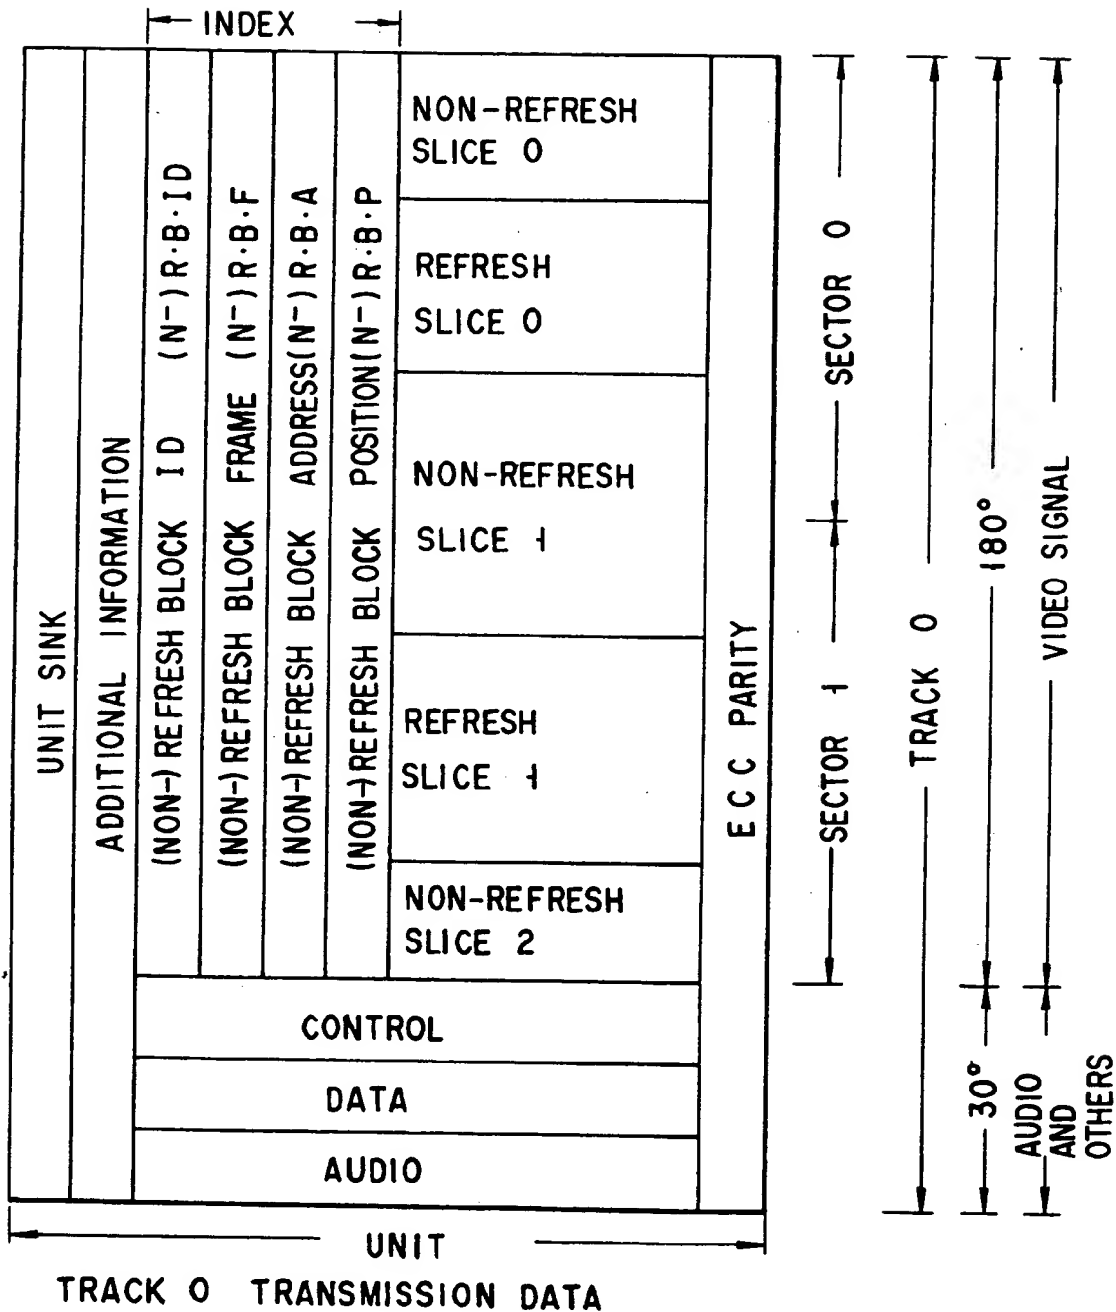 INDEX
UNIT SINK
ADDITIONAL INFORMATION
(NON-)REFRESH BLOCK ID (N-)R·B·ID
(NON-)REFRESH BLOCK FRAME (N-)R·B·F
(NON-)REFRESH BLOCK ADDRESS(N-)R·B·A
(NON-)REFRESH BLOCK POSITION(N-)R·B·P
NON-REFRESH
SLICE 0
REFRESH
SLICE 0
NON-REFRESH
SLICE 1
REFRESH
SLICE 1
NON-REFRESH
SLICE 2
CONTROL
DATA
AUDIO
ECC PARITY
SECTOR 0
SECTOR 1
TRACK 0
180°
30°
VIDEO SIGNAL
AUDIO
AND
OTHERS
UNIT
TRACK 0 TRANSMISSION DATA